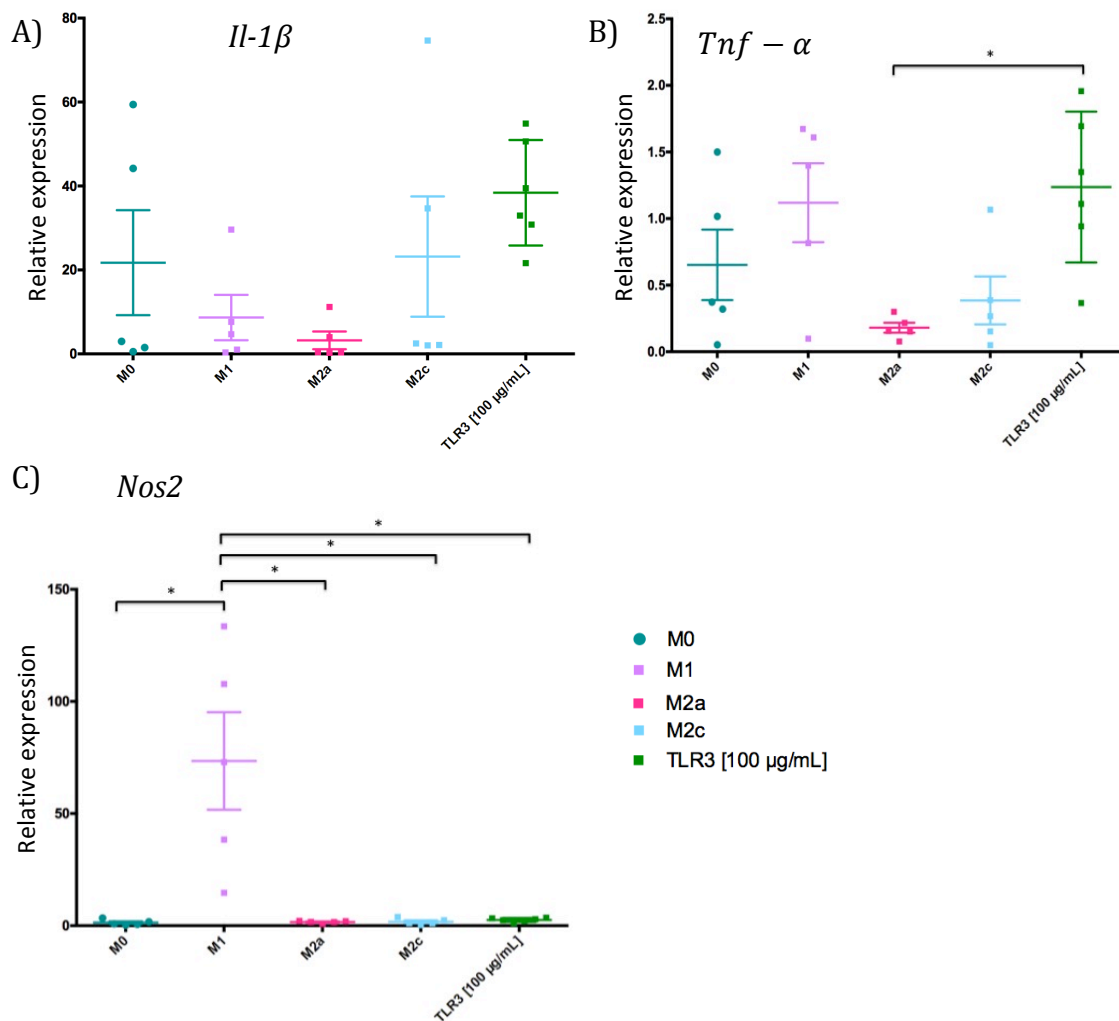 A)
Il-1β
Relative expression
80
60
40
20
0
M0
M1
M2a
M2c
TLR3 [100 µg/mL]
B)
Tnf − α
*
Relative expression
2.5
2.0
1.5
1.0
0.5
0.0
M0
M1
M2a
M2c
TLR3 [100 µg/mL]
C)
Nos2
*
*
*
*
Relative expression
150
100
50
0
M0
M1
M2a
M2c
TLR3 [100 µg/mL]
M0
M1
M2a
M2c
TLR3 [100 µg/mL]